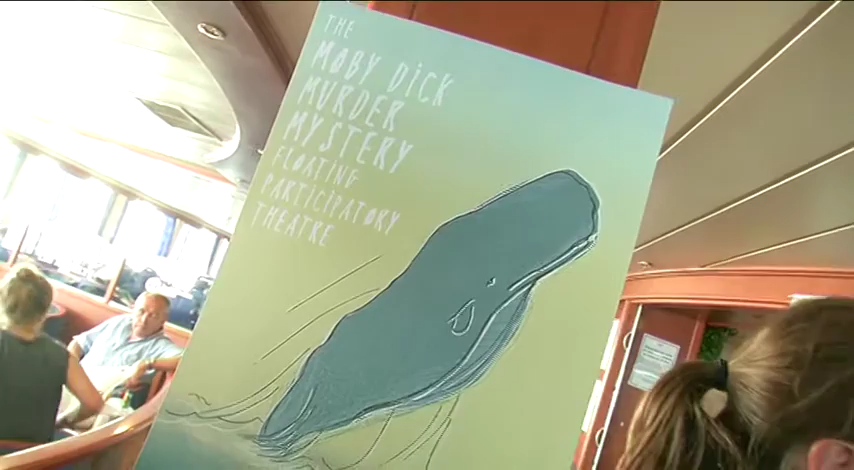 THE
MOBY DICK
MURDER
MYSTERY
FLOATING
PARTICIPATORY
THEATRE